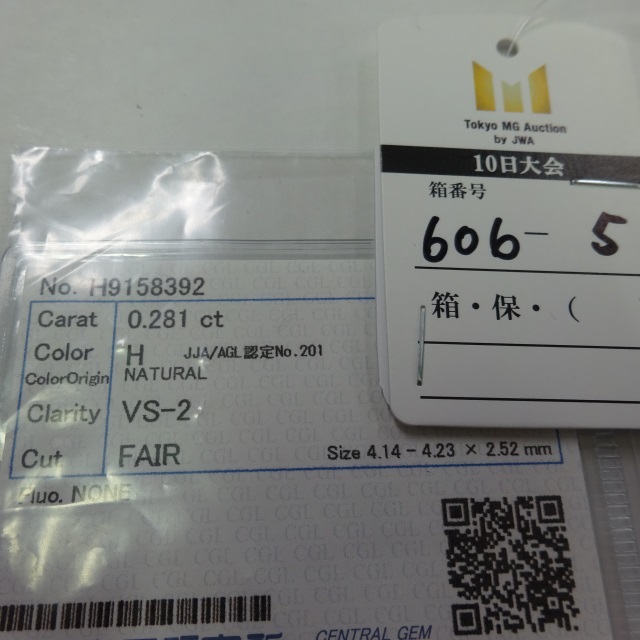 Tokyo MG Auction
by JWA
10日大会
箱番号
606-5
箱・保・(
No. H9158392
Carat 0.281 ct
Color H JJA/AGL認定No.201
ColorOrigin NATURAL
Clarity VS-2
Cut FAIR Size 4.14 - 4.23 × 2.52 mm
Fluo. NONE
CENTRAL GEM